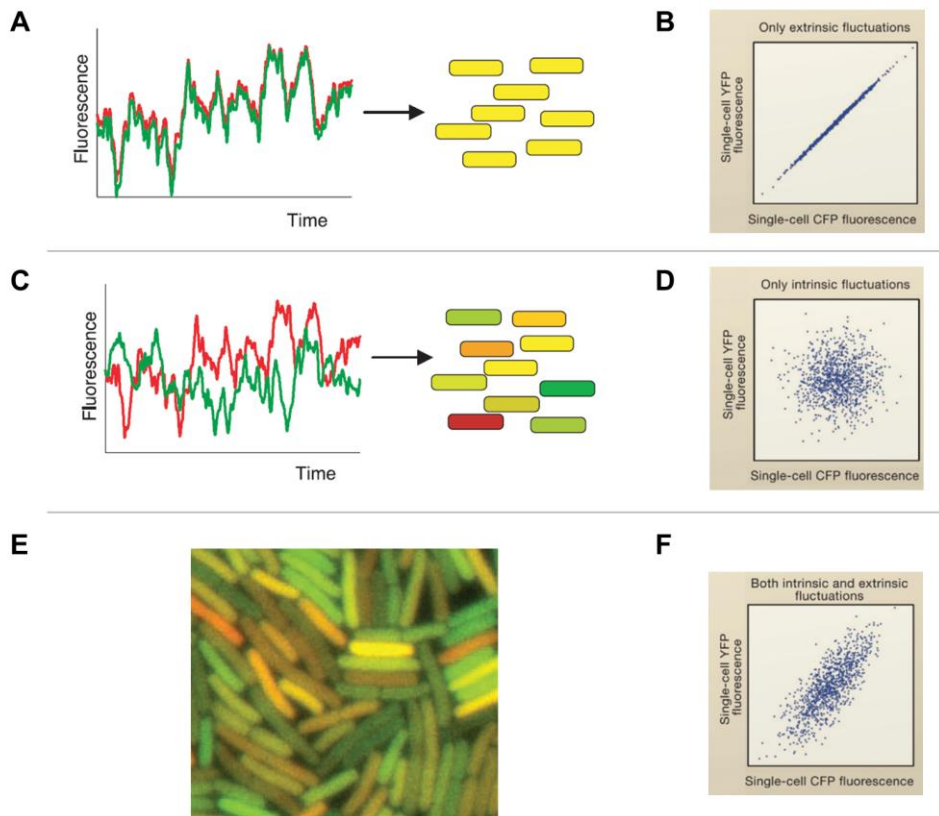 A
Fluorescence
Time
B
Only extrinsic fluctuations
Single-cell YFP
fluorescence
Single-cell CFP fluorescence
C
Fluorescence
Time
D
Only intrinsic fluctuations
Single-cell YFP
fluorescence
Single-cell CFP fluorescence
E
F
Both intrinsic and extrinsic
fluctuations
Single-cell YFP
fluorescence
Single-cell CFP fluorescence